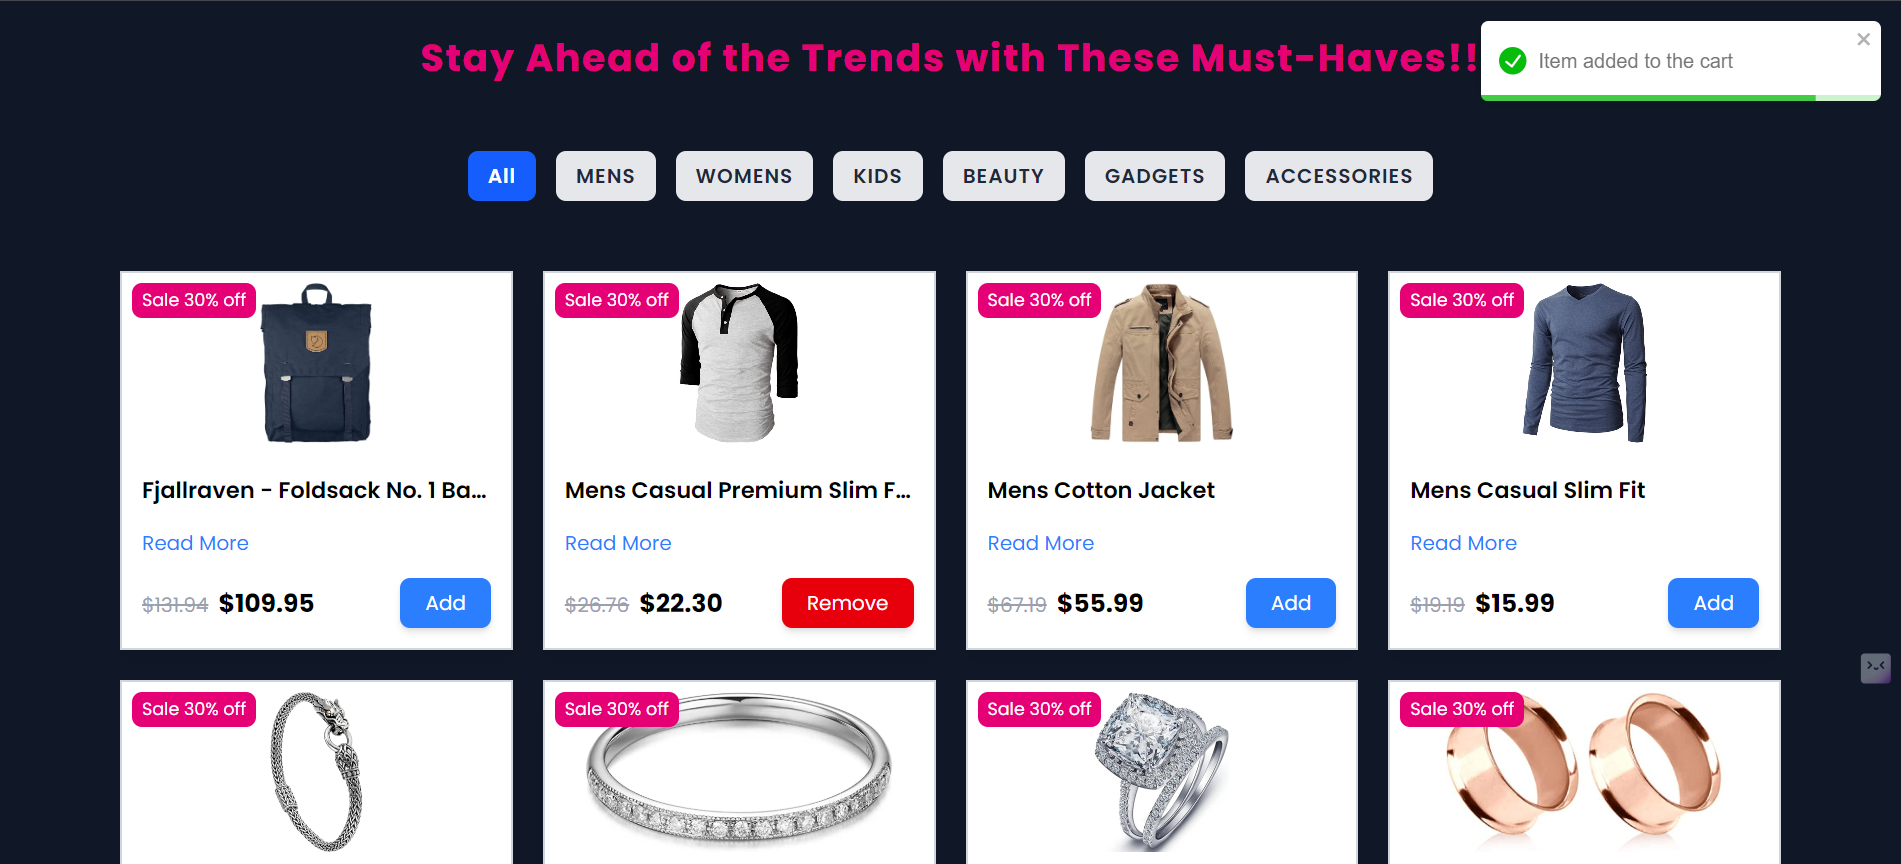 Stay Ahead of the Trends with These Must-Haves!!
Item added to the cart
All MENS WOMENS KIDS BEAUTY GADGETS ACCESSORIES
Sale 30% off
Fjallraven - Foldsack No. 1 Ba...
Read More
$131.94 $109.95 Add
Sale 30% off
Mens Casual Premium Slim F...
Read More
$26.76 $22.30 Remove
Sale 30% off
Mens Cotton Jacket
Read More
$67.19 $55.99 Add
Sale 30% off
Mens Casual Slim Fit
Read More
$19.19 $15.99 Add
Sale 30% off
Sale 30% off
Sale 30% off
Sale 30% off